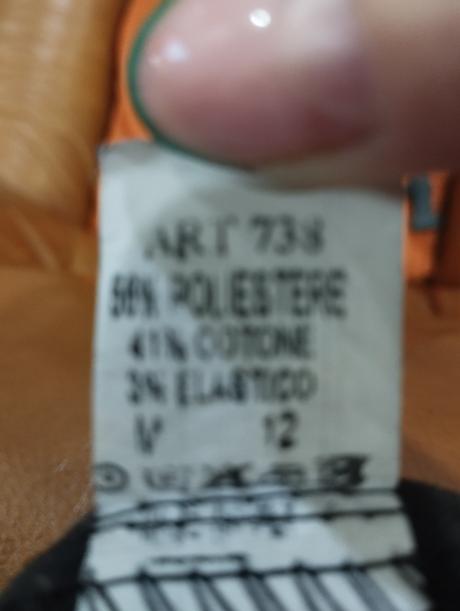 ART 738
56% POLIESTERE
41% COTONE
3% ELASTICO
V 12